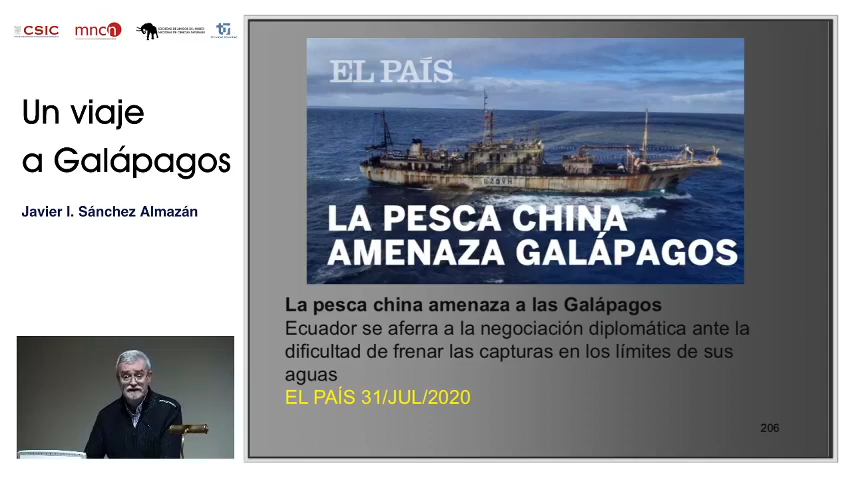 CSIC
mncn
Un viaje
a Galápagos
Javier I. Sánchez Almazán
EL PAÍS
LA PESCA CHINA
AMENAZA GALÁPAGOS
La pesca china amenaza a las Galápagos
Ecuador se aferra a la negociación diplomática ante la
dificultad de frenar las capturas en los límites de sus
aguas
EL PAÍS 31/JUL/2020
206